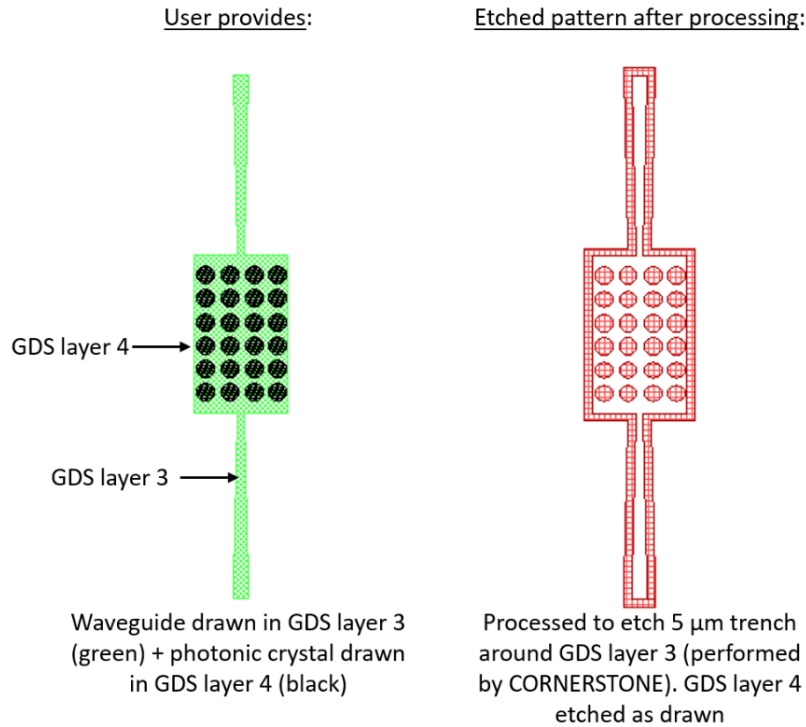 User provides:
Etched pattern after processing:
GDS layer 4
GDS layer 3
Waveguide drawn in GDS layer 3
(green) + photonic crystal drawn
in GDS layer 4 (black)
Processed to etch 5 µm trench
around GDS layer 3 (performed
by CORNERSTONE). GDS layer 4
etched as drawn